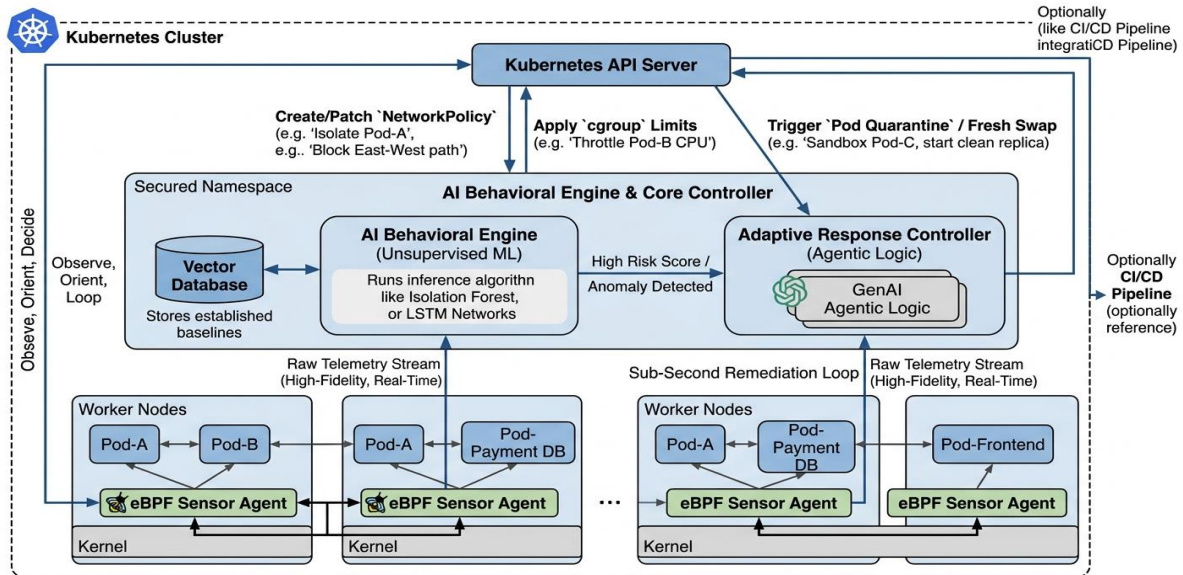 Kubernetes Cluster
Optionally
(like CI/CD Pipeline
integratiCD Pipeline)
Kubernetes API Server
Create/Patch `NetworkPolicy`
(e.g. ‘Isolate Pod-A’,
e.g.. ‘Block East-West path’)
Apply `cgroup` Limits
(e.g. ‘Throttle Pod-B CPU’)
Trigger `Pod Quarantine` / Fresh Swap
(e.g. ‘Sandbox Pod-C, start clean replica)
Observe, Orient, Decide
Observe,
Orient,
Loop
Secured Namespace
AI Behavioral Engine & Core Controller
Vector
Database
Stores established
baselines
AI Behavioral Engine
(Unsupervised ML)
Runs inference algorithn
like Isolation Forest,
or LSTM Networks
High Risk Score /
Anomaly Detected
Adaptive Response Controller
(Agentic Logic)
GenAI
Agentic Logic
Optionally
CI/CD
Pipeline
(optionally
reference)
Raw Telemetry Stream
(High-Fidelity, Real-Time)
Sub-Second Remediation Loop
Raw Telemetry Stream
(High-Fidelity, Real-Time)
Worker Nodes
Pod-A
Pod-B
eBPF Sensor Agent
Kernel
Pod-A
Pod-
Payment DB
eBPF Sensor Agent
Kernel
...
Worker Nodes
Pod-A
Pod-
Payment
DB
eBPF Sensor Agent
Kernel
Pod-Frontend
eBPF Sensor Agent